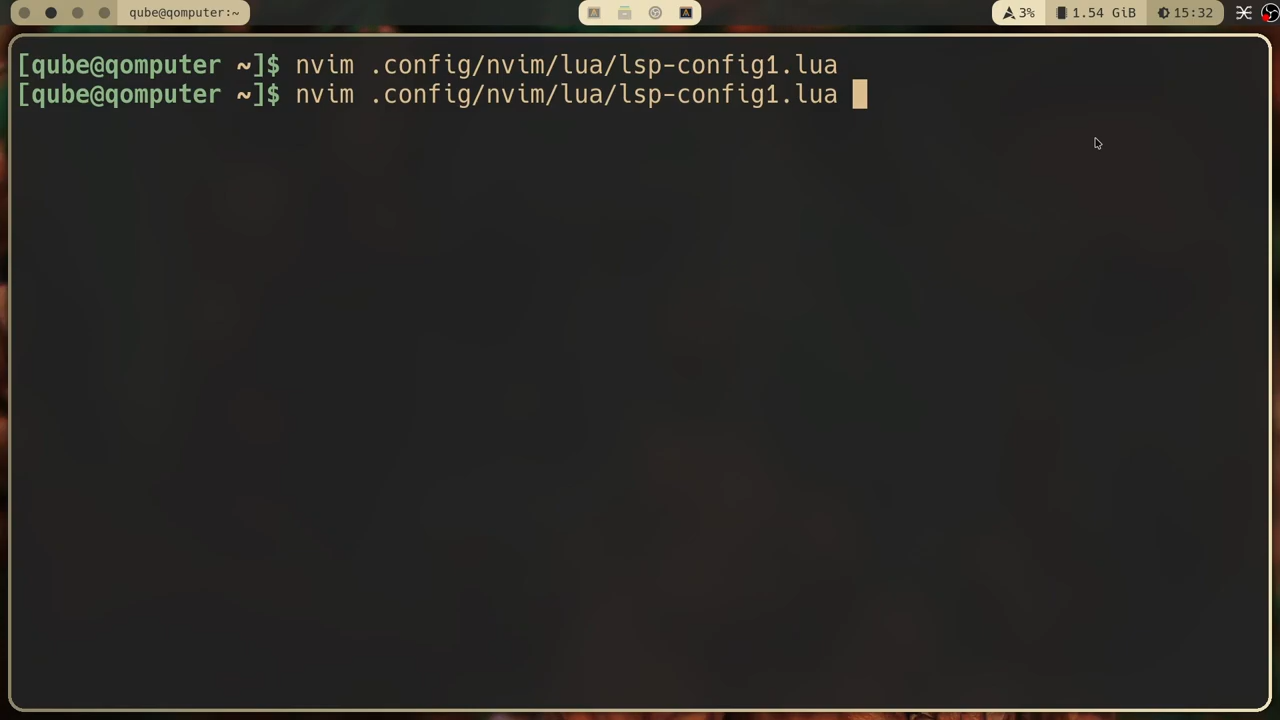 qube@qomputer:~
3%
1.54 GiB
15:32
[qube@qomputer ~]$ nvim .config/nvim/lua/lsp-config1.lua
[qube@qomputer ~]$ nvim .config/nvim/lua/lsp-config1.lua